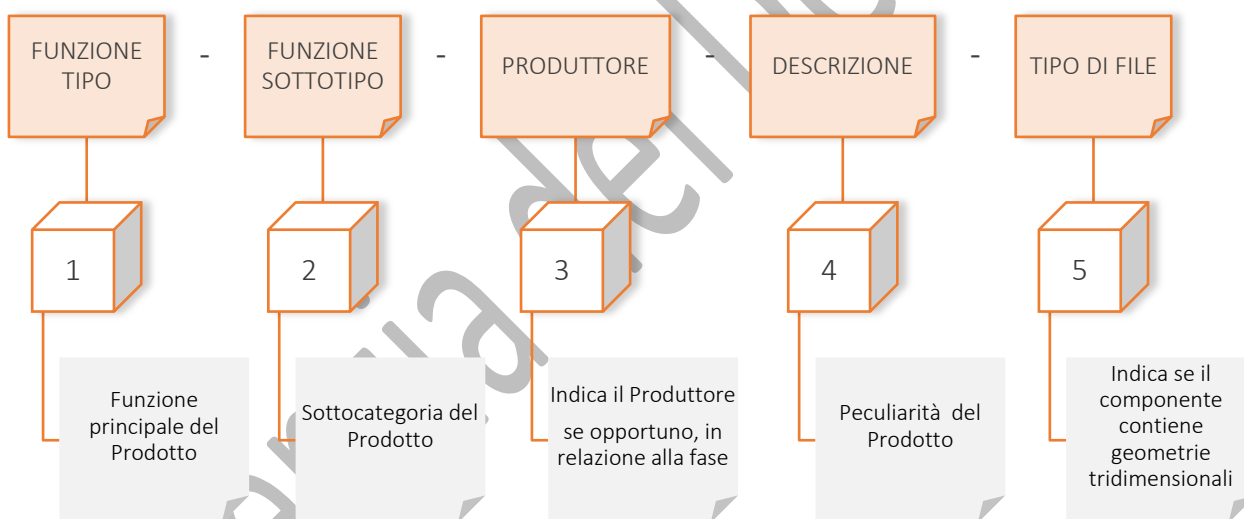 FUNZIONE
TIPO
-
FUNZIONE
SOTTOTIPO
-
PRODUTTORE
-
DESCRIZIONE
-
TIPO DI FILE
1
2
3
4
5
Funzione
principale del
Prodotto
Sottocategoria del
Prodotto
Indica il Produttore
se opportuno, in
relazione alla fase
Peculiarità del
Prodotto
Indica se il
componente
contiene
geometrie
tridimensionali